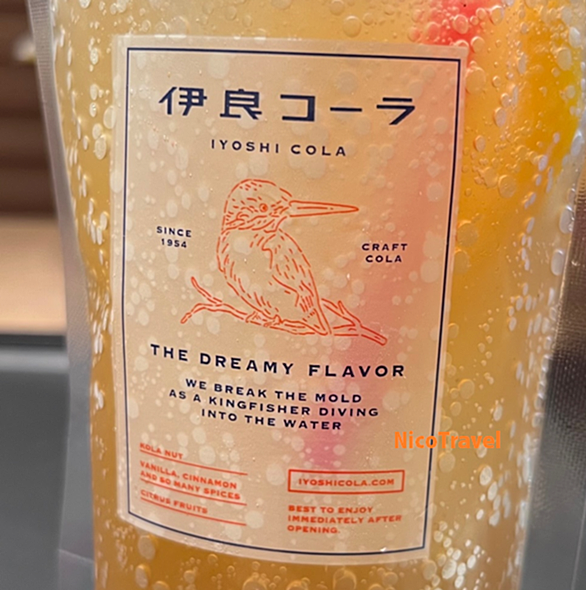 伊良コーラ
IYOSHI COLA
SINCE
1954
CRAFT
COLA
THE DREAMY FLAVOR
WE BREAK THE MOLD
AS A KINGFISHER DIVING
INTO THE WATER
NicoTravel
KOLA NUT
VANILLA, CINNAMON
AND SO MANY SPICES
CITRUS FRUITS
IYOSHICOLA.COM
BEST TO ENJOY
IMMEDIATELY AFTER
OPENING.